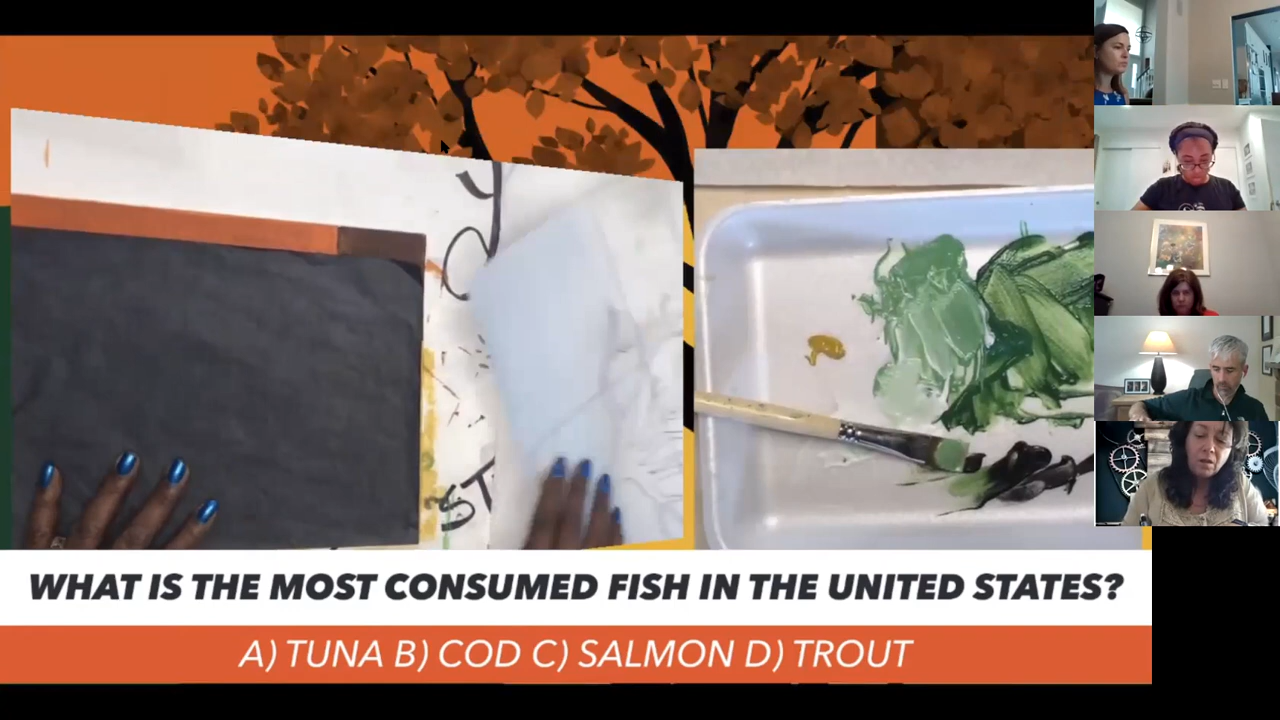 WHAT IS THE MOST CONSUMED FISH IN THE UNITED STATES?
A) TUNA B) COD C) SALMON D) TROUT